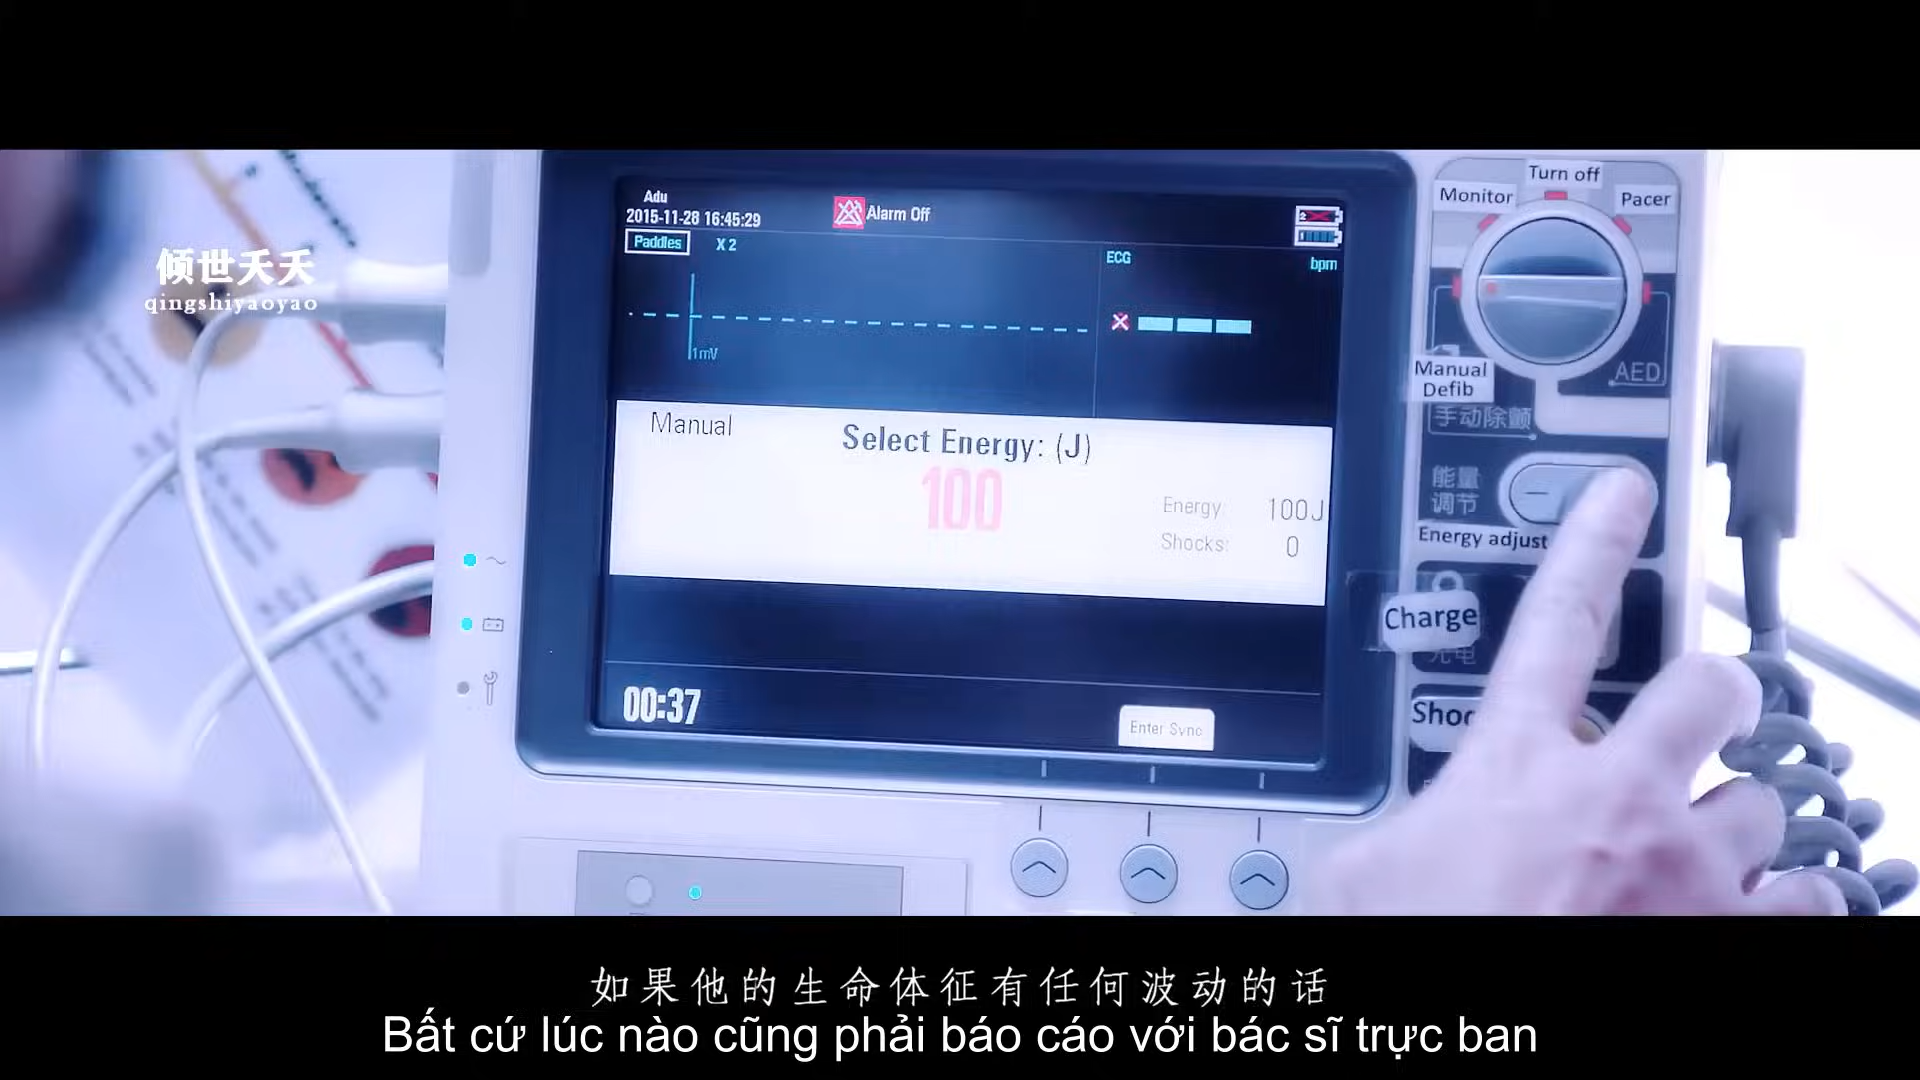 Adu
2015-11-28 16:45:29
Alarm Off
Paddles X 2
ECG
bpm
1mV
Manual
Select Energy: (J)
100
Energy: 100J
Shocks: 0
00:37
Enter Sync
Turn off
Monitor
Pacer
AED
Manual
Defib
手动除颤
能量
调节
Energy adjust
Charge
充电
倾世夭夭
qingshiyaoyao
如果他的生命体征有任何波动的话
Bất cứ lúc nào cũng phải báo cáo với bác sĩ trực ban